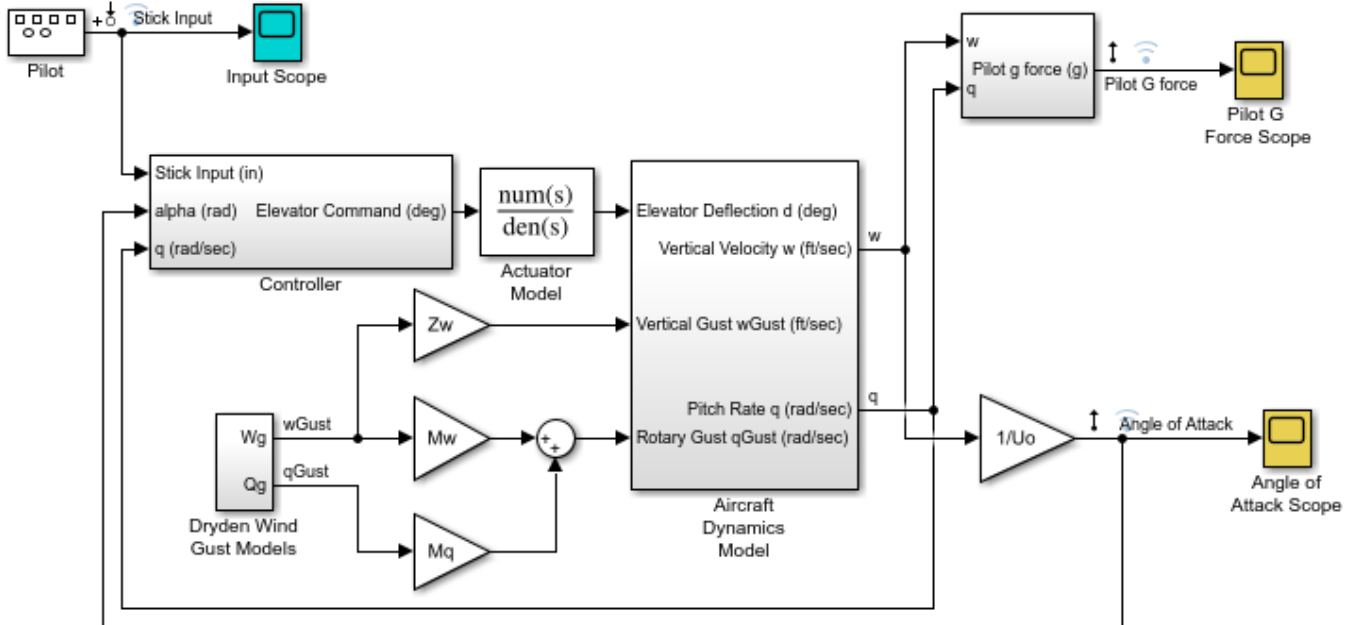 Stick Input
Pilot
Input Scope
w
Pilot g force (g)
q
Pilot G force
Pilot G
Force Scope
Stick Input (in)
alpha (rad)
Elevator Command (deg)
q (rad/sec)
Controller
num(s)
den(s)
Actuator
Model
Elevator Deflection d (deg)
Vertical Velocity w (ft/sec)
Vertical Gust wGust (ft/sec)
Pitch Rate q (rad/sec)
Rotary Gust qGust (rad/sec)
Aircraft
Dynamics
Model
w
q
Zw
Mw
Mq
+
+
Wg
Qg
wGust
qGust
Dryden Wind
Gust Models
1/Uo
Angle of Attack
Angle of
Attack Scope